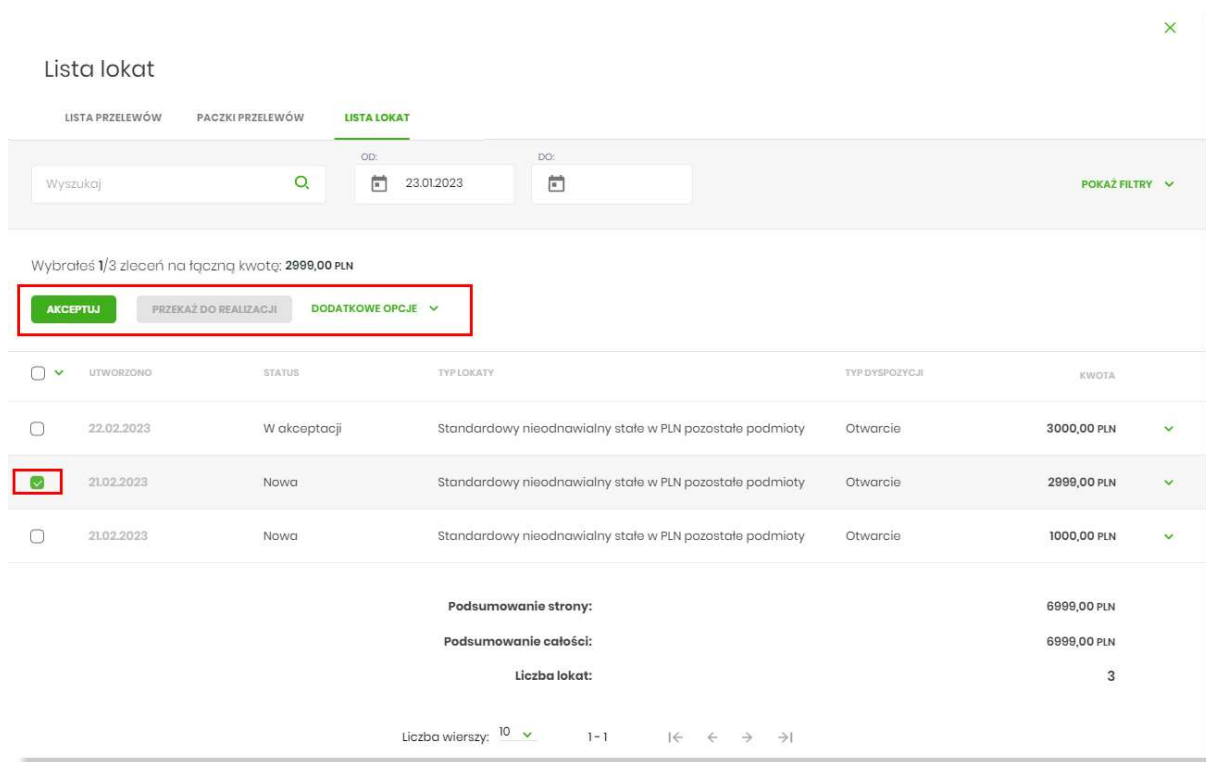 Lista lokat
LISTA PRZELEWÓW PACZKI PRZELEWÓW LISTA LOKAT
OD: DO:
Wyszukaj 23.01.2023 POKAŻ FILTRY
Wybrałeś 1/3 zleceń na łączną kwotę: 2999,00 PLN
AKCEPTUJ PRZEKAŻ DO REALIZACJI DODATKOWE OPCJE
UTWORZONO STATUS TYP LOKATY TYP DYSPOZYCJI KWOTA
22.02.2023 W akceptacji Standardowy nieodnawialny stałe w PLN pozostałe podmioty Otwarcie 3000,00 PLN
21.02.2023 Nowa Standardowy nieodnawialny stałe w PLN pozostałe podmioty Otwarcie 2999,00 PLN
21.02.2023 Nowa Standardowy nieodnawialny stałe w PLN pozostałe podmioty Otwarcie 1000,00 PLN
Podsumowanie strony: 6999,00 PLN
Podsumowanie całości: 6999,00 PLN
Liczba lokat: 3
Liczba wierszy: 10 1 - 1